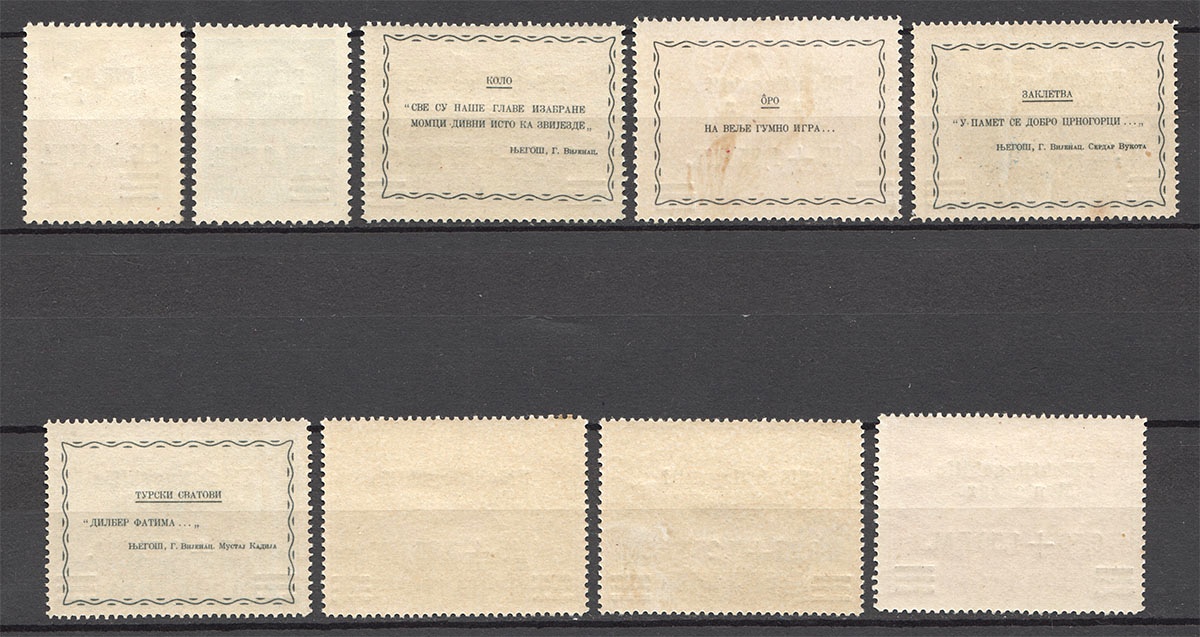 КОЛО
“СВЕ СУ НАШЕ ГЛАВЕ ИЗАБРАНЕ
МОМЦИ ДИВНИ ИСТО КА ЗВИЈЕЗДЕ„
ЊЕГОШ, Г. Вијенац.
ÔРО
НА ВЕЉЕ ГУМНО ИГРА...
ЗАКЛЕТВА
“У ПАМЕТ СЕ ДОБРО ЦРНОГОРЦИ...„
ЊЕГОШ, Г. Вијенац. Сердар Вукота
ТУРСКИ СВАТОВИ
“ДИЛБЕР ФАТИМА...„
ЊЕГОШ, Г. Вијенац. Мустај Кадија